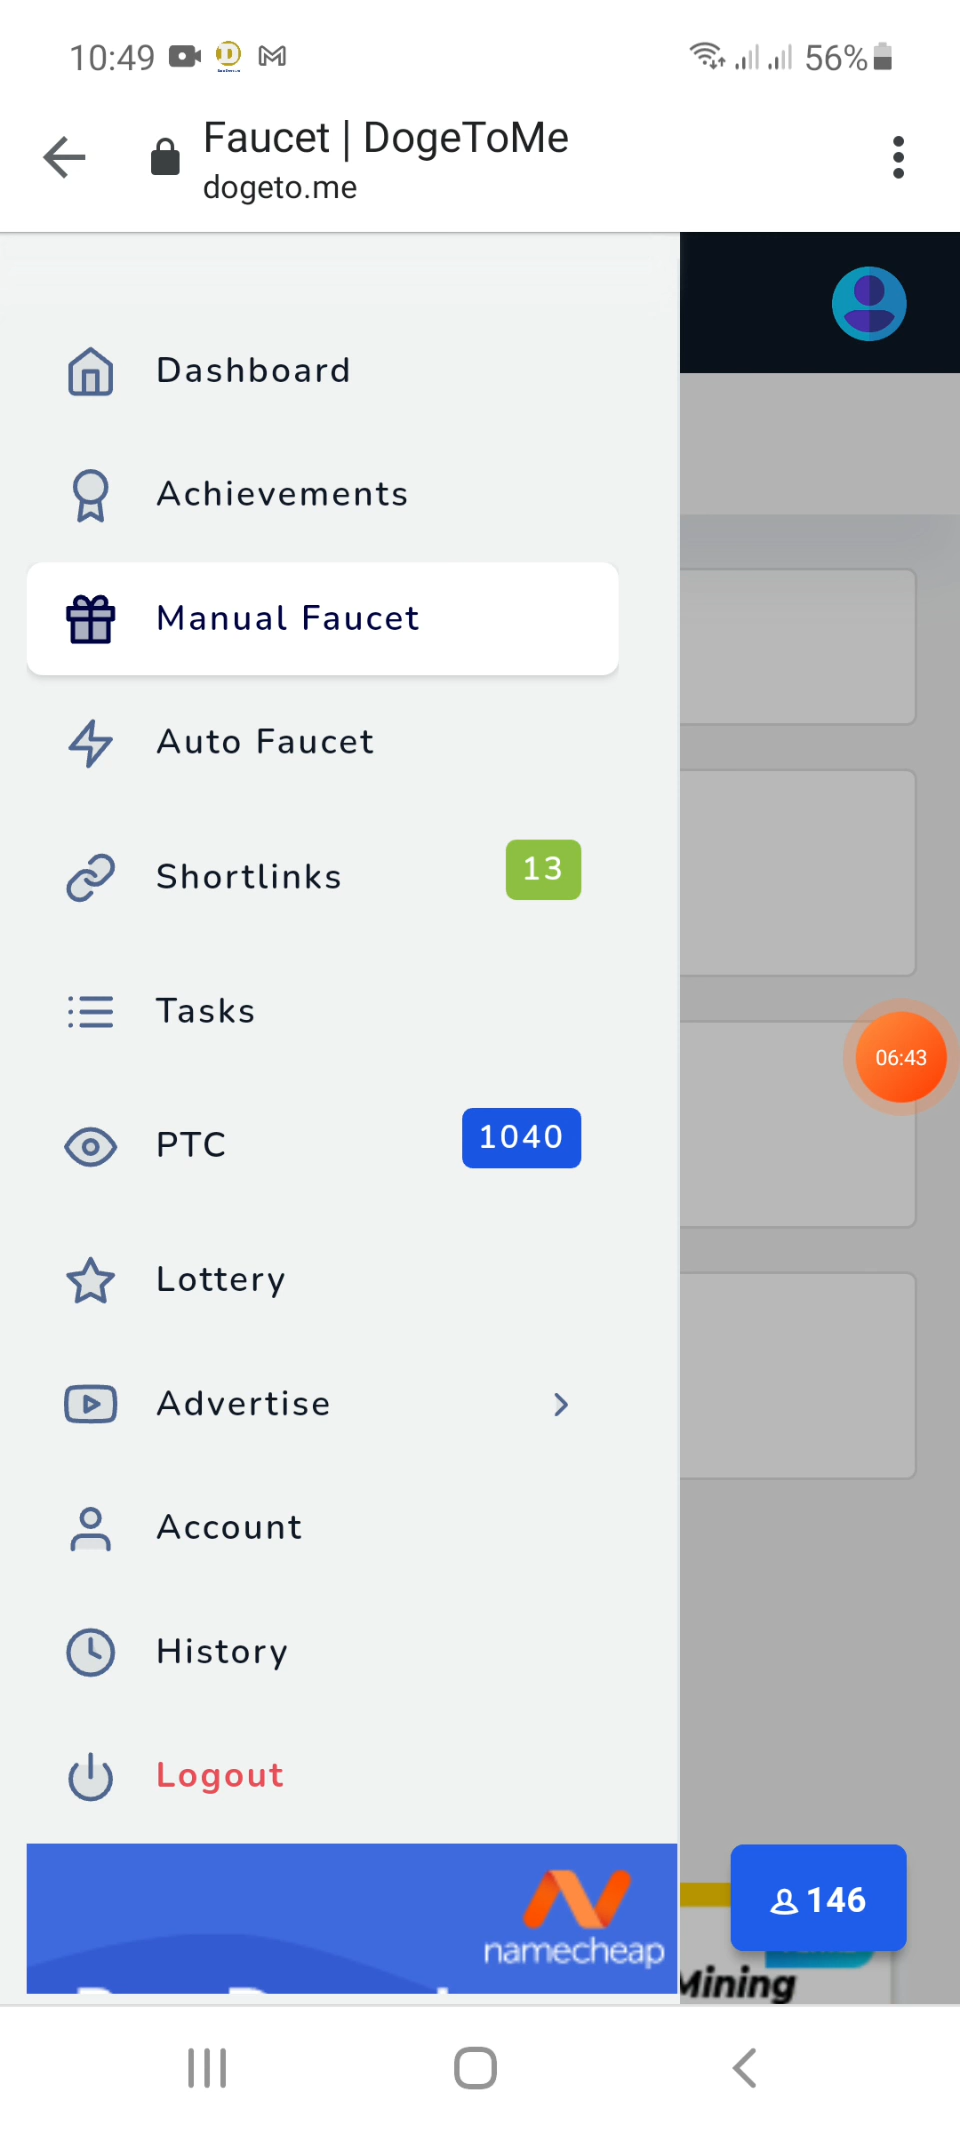 10:49
56%
Faucet | DogeToMe
dogeto.me
Dashboard
Achievements
Manual Faucet
Auto Faucet
Shortlinks 13
Tasks
06:43
PTC 1040
Lottery
Advertise
Account
History
Logout
146
namecheap
Mining